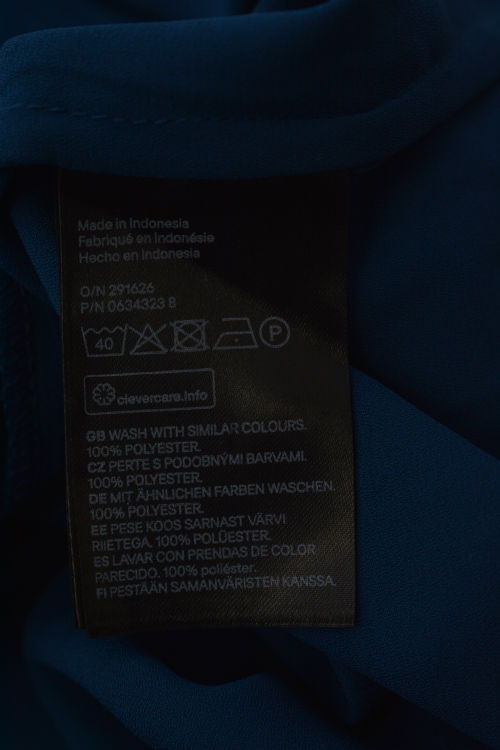 Made in Indonesia
Fabriqué en Indonésie
Hecho en Indonesia
O/N 291626
P/N 0634323 8
40 P
clevercare.info
GB WASH WITH SIMILAR COLOURS.
100% POLYESTER.
CZ PERTE S PODOBNÝMI BARVAMI.
100% POLYESTER.
DE MIT ÄHNLICHEN FARBEN WASCHEN.
100% POLYESTER.
EE PESE KOOS SARNAST VÄRVI
RIIETEGA. 100% POLÜESTER.
ES LAVAR CON PRENDAS DE COLOR
PARECIDO. 100% poliéster.
FI PESTÄÄN SAMANVÄRISTEN KANSSA.